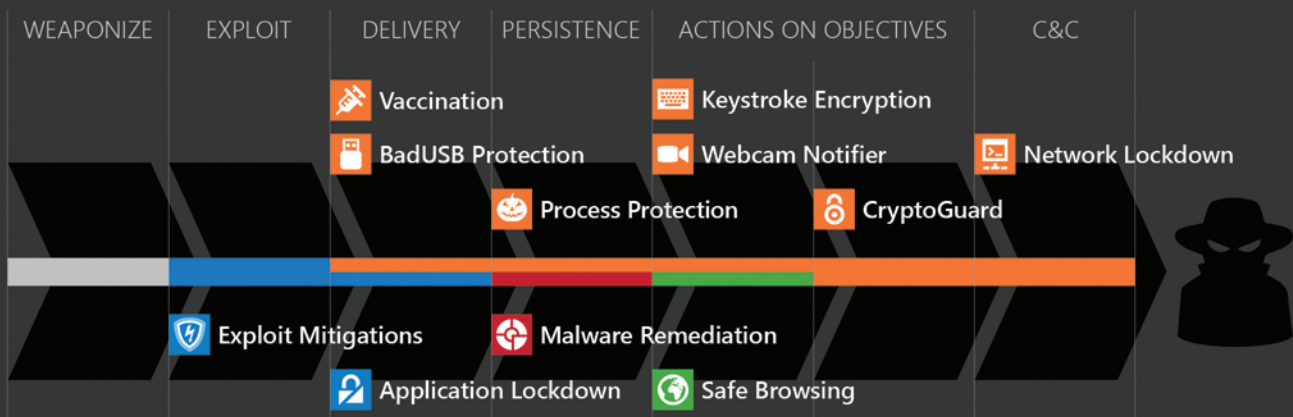 WEAPONIZE EXPLOIT DELIVERY PERSISTENCE ACTIONS ON OBJECTIVES C&C
Vaccination Keystroke Encryption
BadUSB Protection Webcam Notifier Network Lockdown
Process Protection CryptoGuard
Exploit Mitigations Malware Remediation
Application Lockdown Safe Browsing